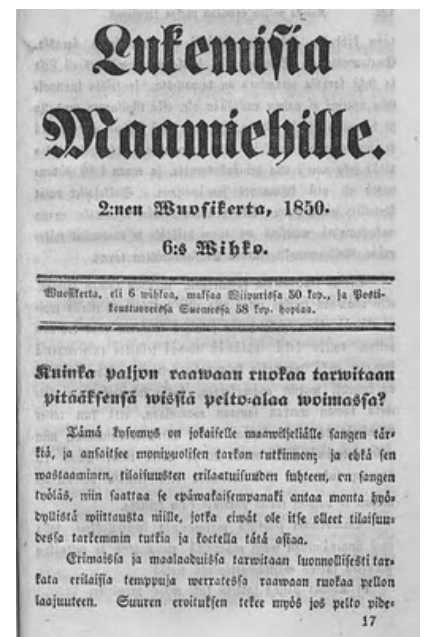 Lukemisia
Maamiehille.
2:nen Wuosikerta, 1850.
6:s Wihko.
Wuosikerta, eli 6 wihkoa, maksaa Wiipurissa 50 kop., ja Posti-
konttuoreissa Suomessa 58 kop. hopiaa.
Kuinka paljon raawaan ruokaa tarwitaan
pitääksensä wissiä pelto-alaa woimassa?
Tämä kysymys on jokaiselle maawiljeliälle sangen tär-
kiä, ja ansaitsee monipuolisen tarkan tutkinnon; ja ehkä sen
wastaaminen, tilaisuusten erilaatuisuuden suhteen, on sangen
työläs, niin saattaa se epäwakaisempanaki antaa monta hyö-
dyllistä wiittausta niille, jotka eiwät ole itse olleet tilaisuu-
dessa tarkemmin tutkia ja koetella tätä asiaa.
Erimaissa ja maalaaduissa tarwitaan luonnollisesti tar-
kata erilaisia temppuja werratessa raawaan ruokaa pellon
laajuuteen. Suuren eroituksen tekee myös jos pelto pide-
17